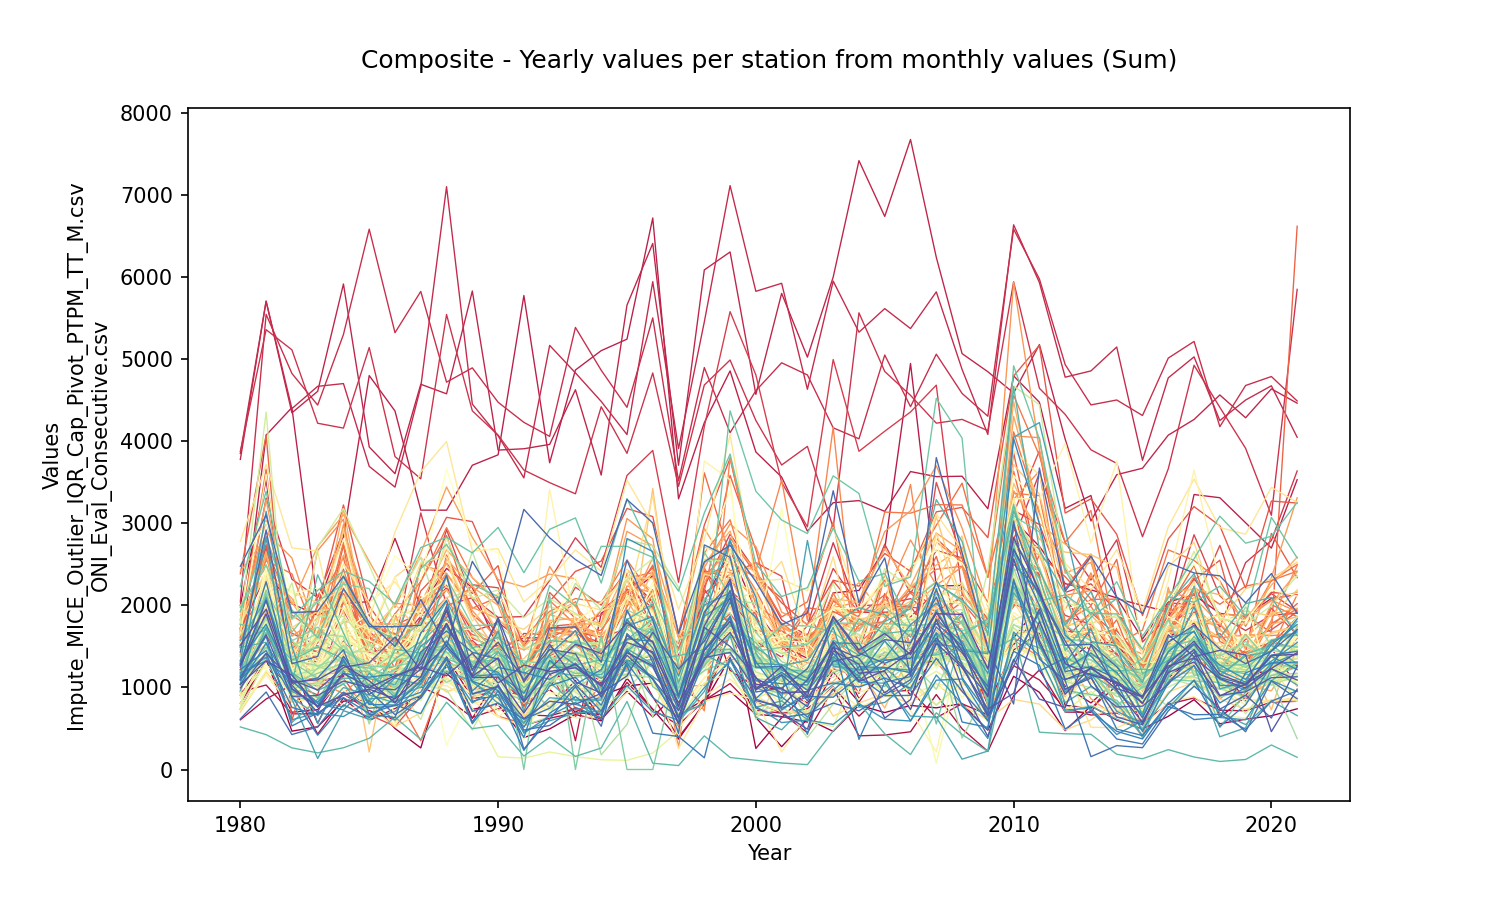 Composite - Yearly values per station from monthly values (Sum)
8000
7000
6000
5000
4000
3000
2000
1000
0
Values
Impute_MICE_Outlier_IQR_Cap_Pivot_PTPM_TT_M.csv
ONI_Eval_Consecutive.csv
1980
1990
2000
2010
2020
Year